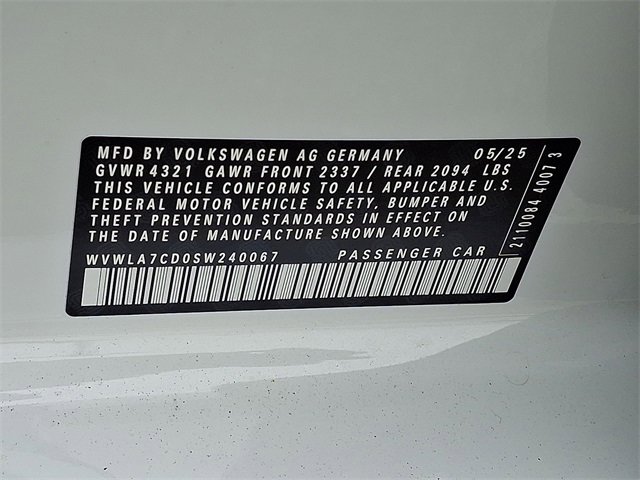 MFD BY VOLKSWAGEN AG GERMANY 05/25
GVWR 4321 GAWR FRONT 2337 / REAR 2094 LBS
THIS VEHICLE CONFORMS TO ALL APPLICABLE U.S.
FEDERAL MOTOR VEHICLE SAFETY, BUMPER AND
THEFT PREVENTION STANDARDS IN EFFECT ON
THE DATE OF MANUFACTURE SHOWN ABOVE.
WVWLA7CD0SW240067 PASSENGER CAR
2110084 4007 3